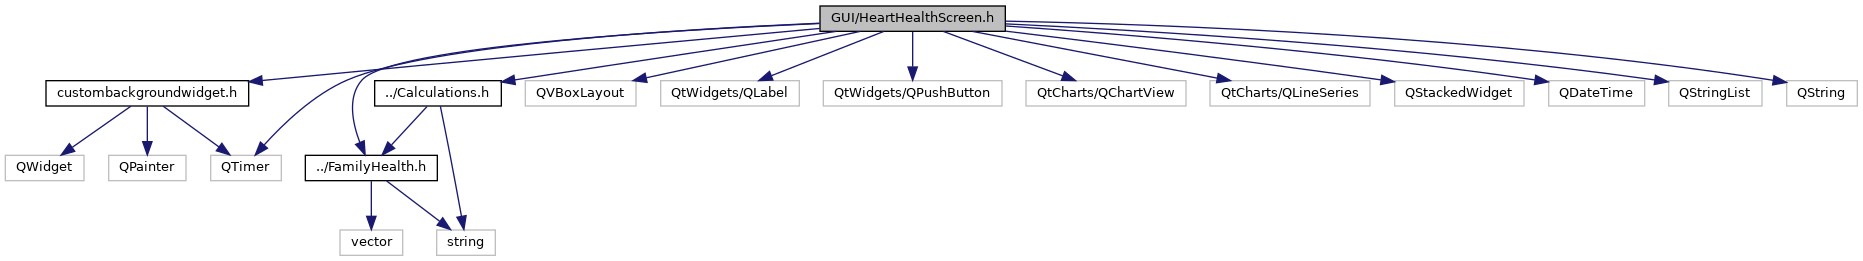 GUI/HeartHealthScreen.h
custombackgroundwidget.h
../Calculations.h
QVBoxLayout
QtWidgets/QLabel
QtWidgets/QPushButton
QtCharts/QChartView
QtCharts/QLineSeries
QStackedWidget
QDateTime
QStringList
QString
QWidget
QPainter
QTimer
../FamilyHealth.h
vector
string